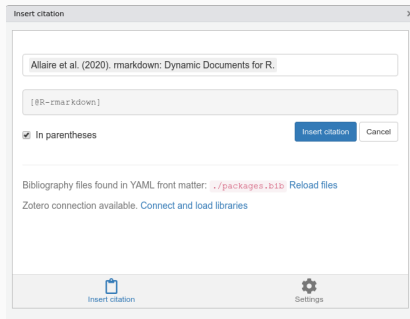 Insert citation
Allaire et al. (2020). rmarkdown: Dynamic Documents for R.
[@R-rmarkdown]
In parentheses
Insert citation Cancel
Bibliography files found in YAML front matter: ./packages.bib Reload files
Zotero connection available. Connect and load libraries
Insert citation
Settings